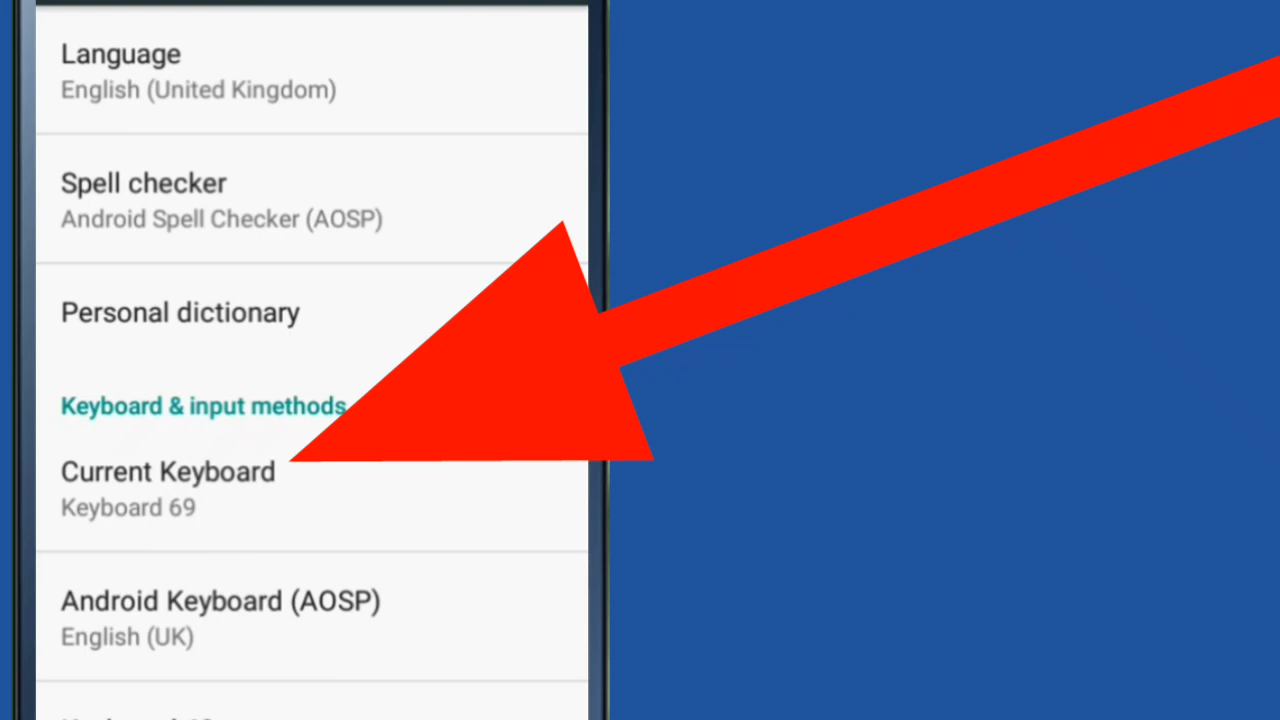 Language
English (United Kingdom)
Spell checker
Android Spell Checker (AOSP)
Personal dictionary
Keyboard & input methods
Current Keyboard
Keyboard 69
Android Keyboard (AOSP)
English (UK)